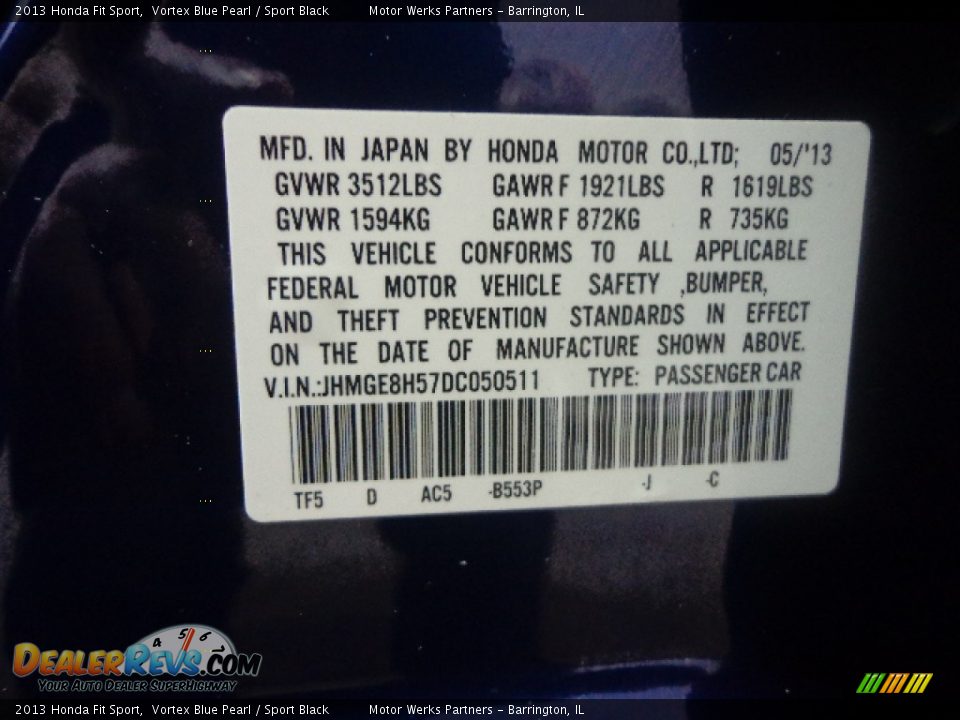 2013 Honda Fit Sport,  Vortex Blue Pearl / Sport Black          Motor Werks Partners - Barrington, IL
MFD. IN JAPAN BY HONDA MOTOR CO.,LTD; 05/'13
GVWR 3512LBS GAWR F 1921LBS R 1619LBS
GVWR 1594KG GAWR F 872KG R 735KG
THIS VEHICLE CONFORMS TO ALL APPLICABLE
FEDERAL MOTOR VEHICLE SAFETY ,BUMPER,
AND THEFT PREVENTION STANDARDS IN EFFECT
ON THE DATE OF MANUFACTURE SHOWN ABOVE.
V.I.N.:JHMGE8H57DC050511 TYPE: PASSENGER CAR
TF5 D AC5 -B553P -J -C
4 5 6
DEALERREVS.COM
YOUR AUTO DEALER SUPERHIGHWAY
2013 Honda Fit Sport,  Vortex Blue Pearl / Sport Black          Motor Werks Partners - Barrington, IL